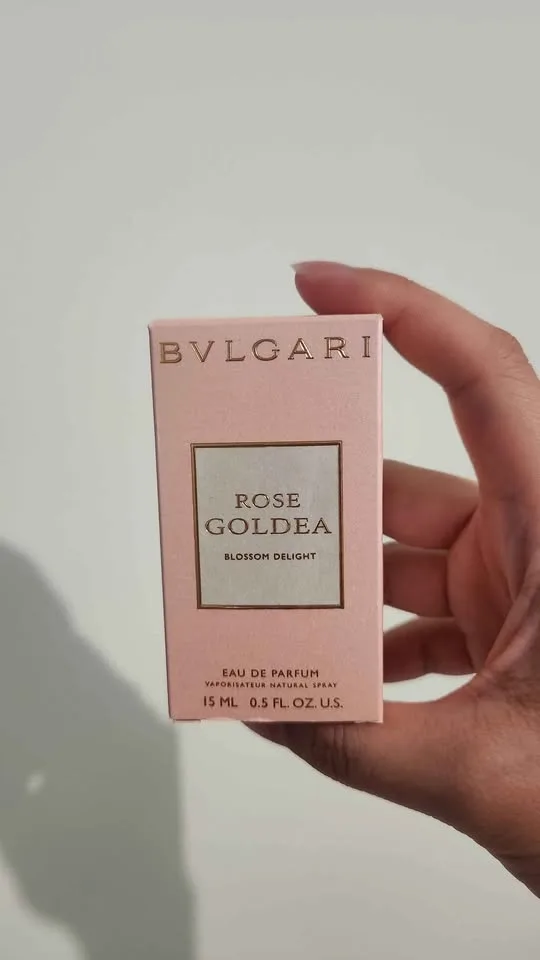 BVLGARI
ROSE
GOLDEA
BLOSSOM DELIGHT
EAU DE PARFUM
VAPORISATEUR NATURAL SPRAY
15 ML 0.5 FL. OZ. U.S.